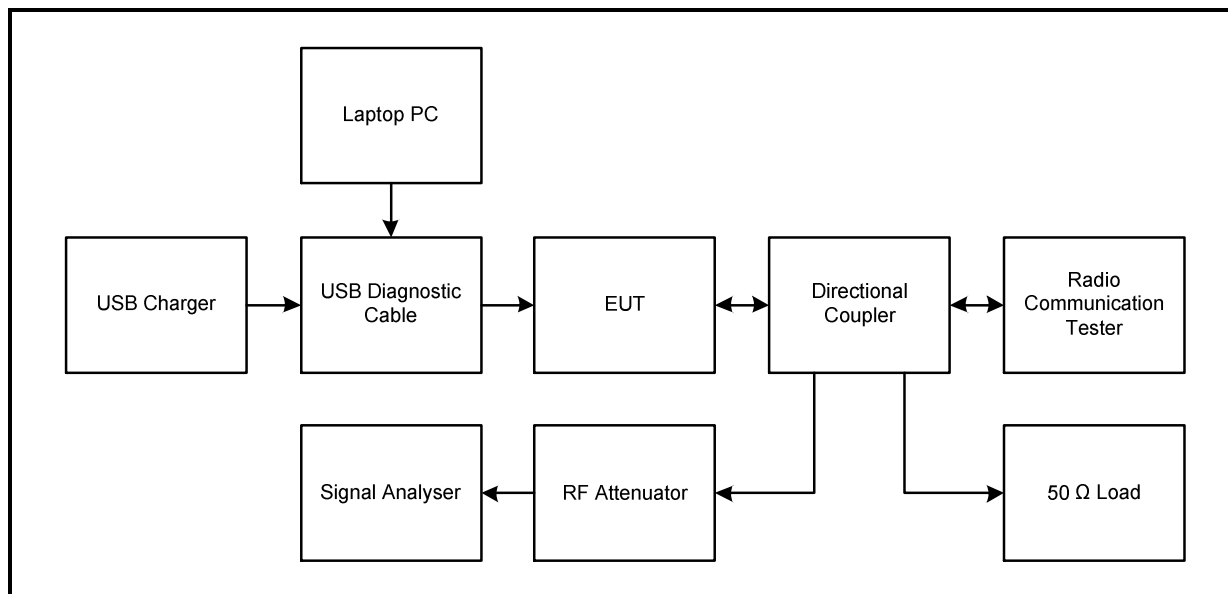 Laptop PC
USB Charger
USB Diagnostic
Cable
EUT
Directional
Coupler
Radio
Communication
Tester
Signal Analyser
RF Attenuator
50 Ω Load